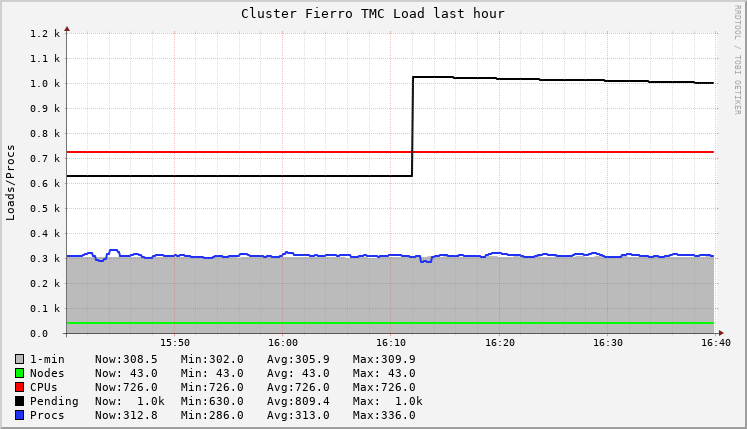 Cluster Fierro TMC Load last hour
RRDTOOL / TOBI OETIKER
Loads/Procs
1.2 k
1.1 k
1.0 k
0.9 k
0.8 k
0.7 k
0.6 k
0.5 k
0.4 k
0.3 k
0.2 k
0.1 k
0.0
15:50 16:00 16:10 16:20 16:30 16:40
1-min Now:308.5 Min:302.0 Avg:305.9 Max:309.9
Nodes Now: 43.0 Min: 43.0 Avg: 43.0 Max: 43.0
CPUs Now:726.0 Min:726.0 Avg:726.0 Max:726.0
Pending Now: 1.0k Min:630.0 Avg:809.4 Max: 1.0k
Procs Now:312.8 Min:286.0 Avg:313.0 Max:336.0